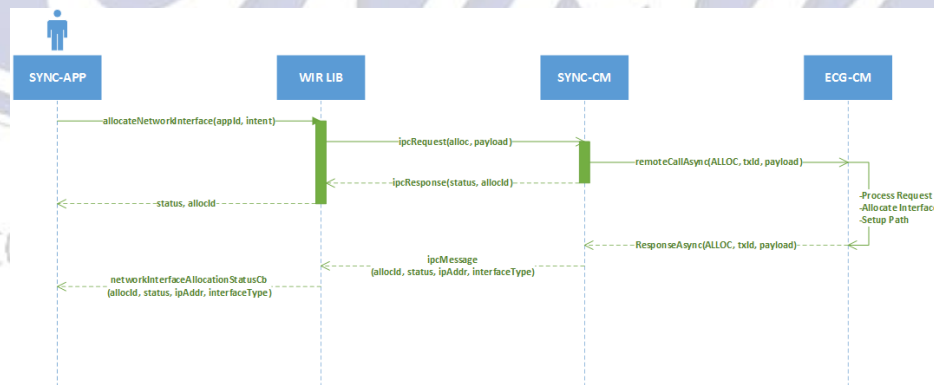 SYNC-APP
WIR LIB
SYNC-CM
ECG-CM
allocateNetworkInterface(appId, intent)
ipcRequest(alloc, payload)
remoteCallAsync(ALLOC, txId, payload)
ipcResponse(status, allocId)
status, allocId
-Process Request
-Allocate Interface
-Setup Path
ResponseAsync(ALLOC, txId, payload)
ipcMessage
(allocId, status, ipAddr, interfaceType)
networkInterfaceAllocationStatusCb
(allocId, status, ipAddr, interfaceType)